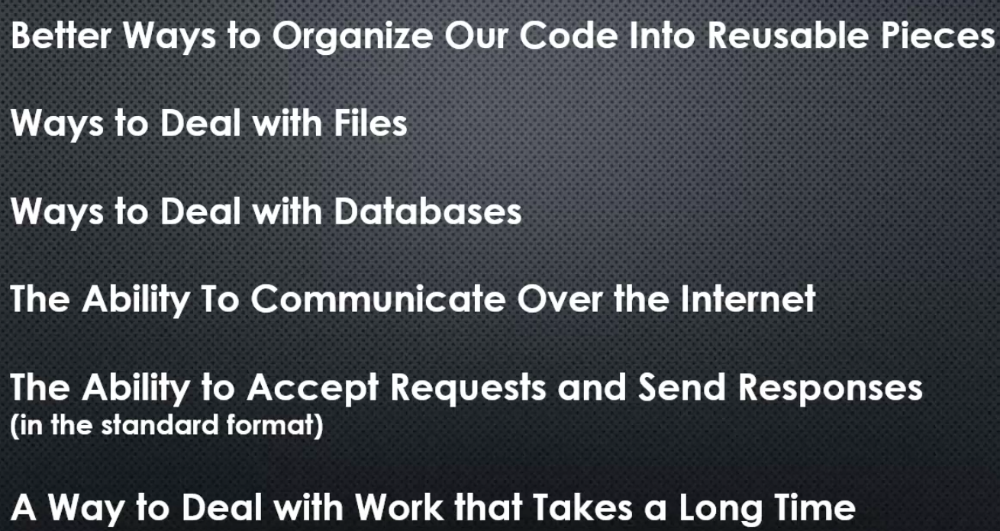 Better Ways to Organize Our Code Into Reusable Pieces
Ways to Deal with Files
Ways to Deal with Databases
The Ability To Communicate Over the Internet
The Ability to Accept Requests and Send Responses
(in the standard format)
A Way to Deal with Work that Takes a Long Time